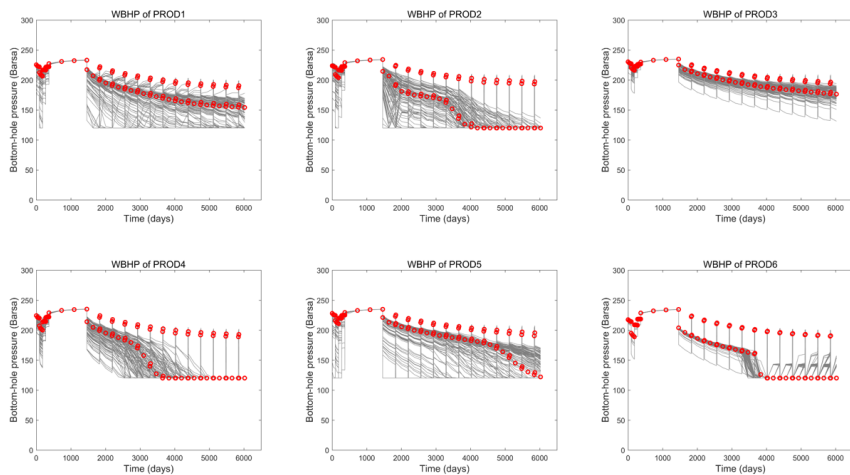 WBHP of PROD1
300
250
200
150
100
50
0
Bottom-hole pressure (Barsa)
0 1000 2000 3000 4000 5000 6000
Time (days)
WBHP of PROD2
300
250
200
150
100
50
0
Bottom-hole pressure (Barsa)
0 1000 2000 3000 4000 5000 6000
Time (days)
WBHP of PROD3
300
250
200
150
100
50
0
Bottom-hole pressure (Barsa)
0 1000 2000 3000 4000 5000 6000
Time (days)
WBHP of PROD4
300
250
200
150
100
50
0
Bottom-hole pressure (Barsa)
0 1000 2000 3000 4000 5000 6000
Time (days)
WBHP of PROD5
300
250
200
150
100
50
0
Bottom-hole pressure (Barsa)
0 1000 2000 3000 4000 5000 6000
Time (days)
WBHP of PROD6
300
250
200
150
100
50
0
Bottom-hole pressure (Barsa)
0 1000 2000 3000 4000 5000 6000
Time (days)